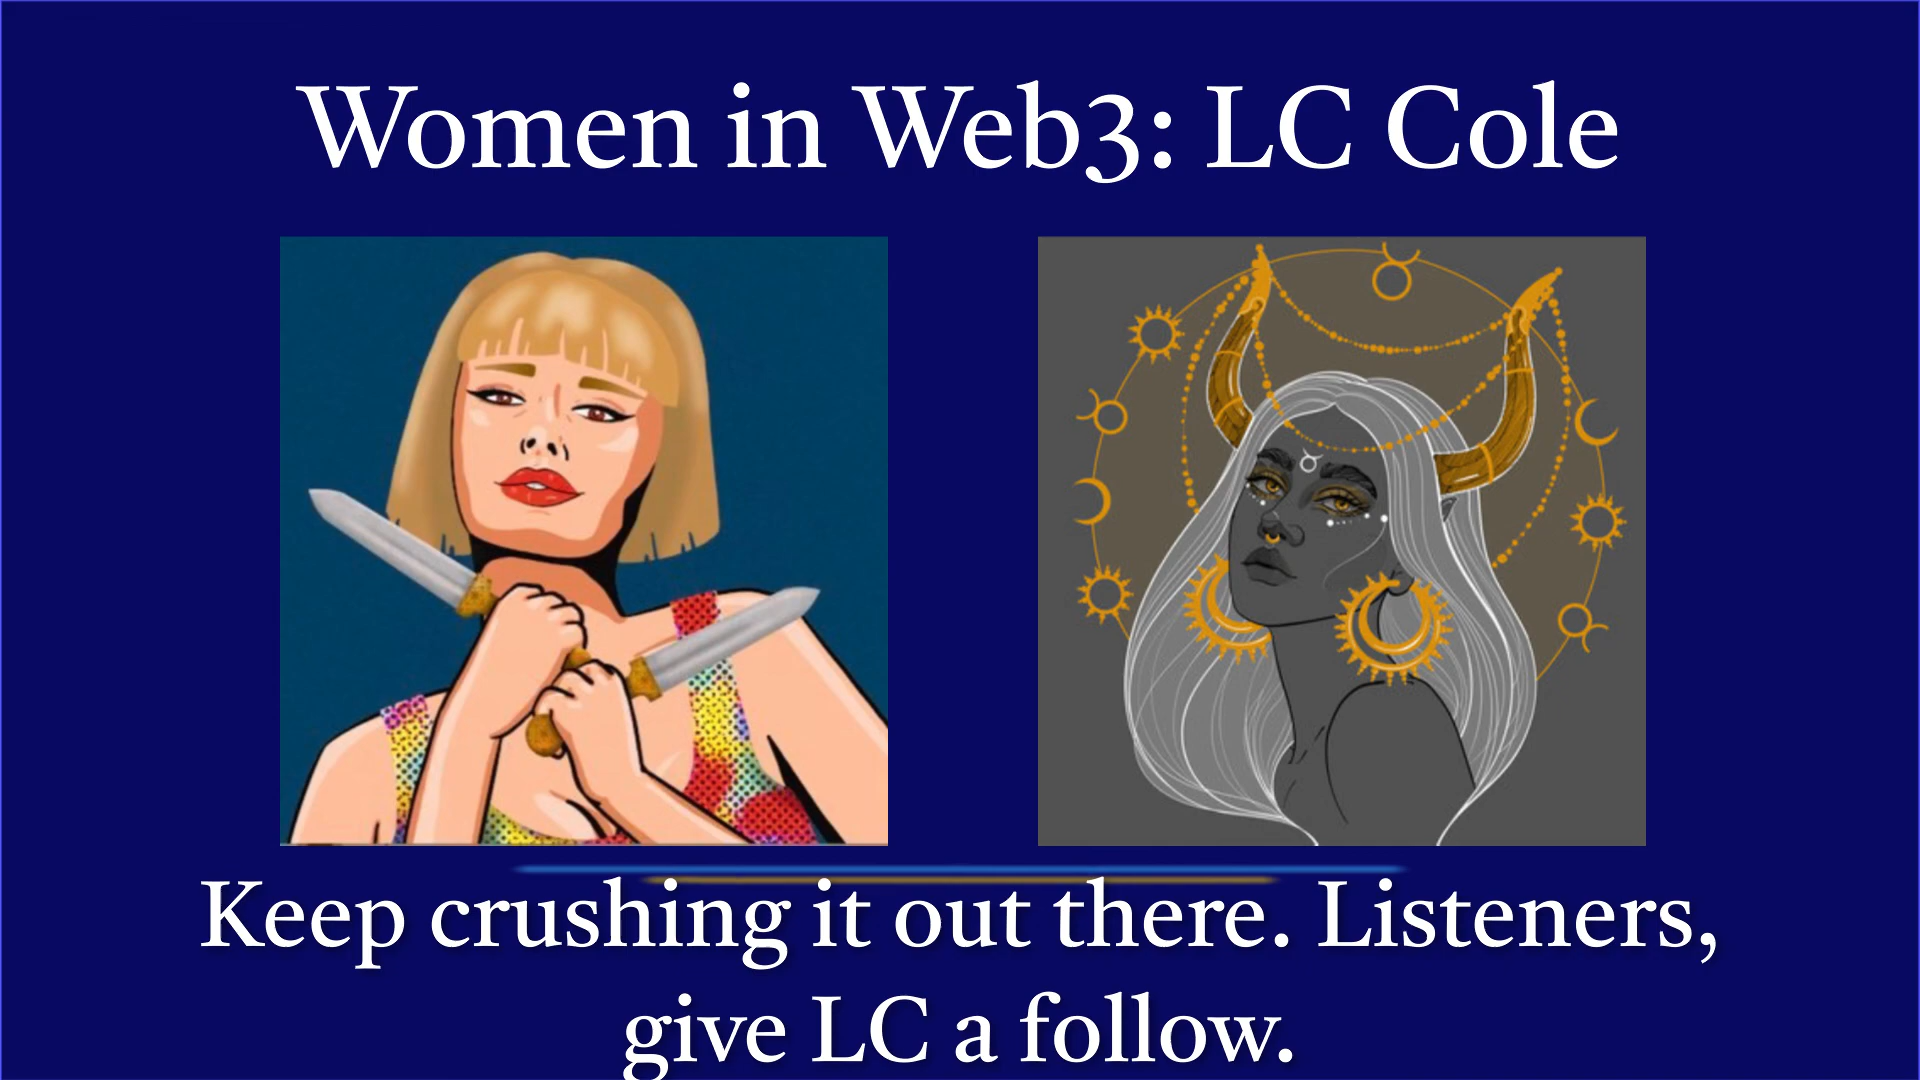 Women in Web3: LC Cole
Keep crushing it out there. Listeners,
give LC a follow.